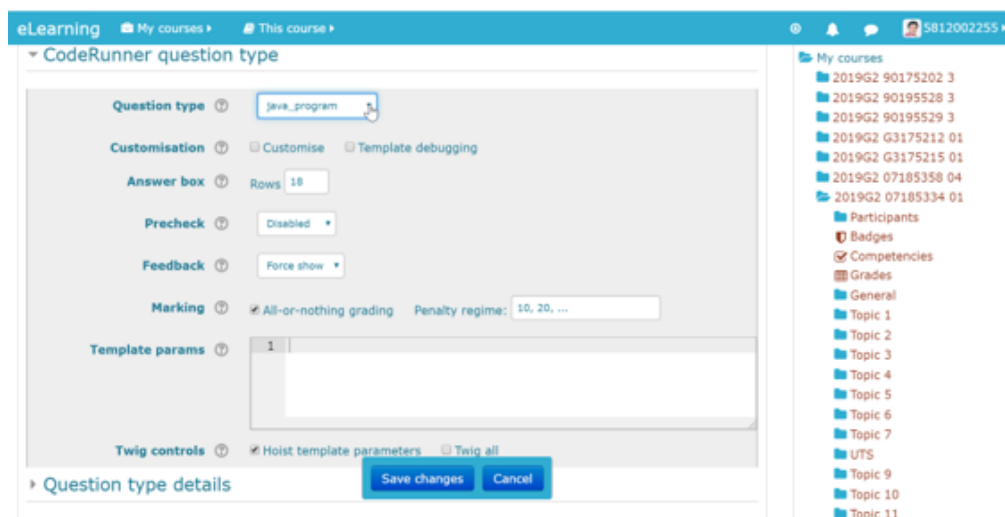 eLearning My courses This course 5812002255
CodeRunner question type
Question type java_program
Customisation Customise Template debugging
Answer box Rows 18
Precheck Disabled
Feedback Force show
Marking All-or-nothing grading Penalty regime: 10, 20, ...
Template params 1
Twig controls Hoist template parameters Twig all
Save changes Cancel
Question type details
My courses
2019G2 90175202 3
2019G2 90195528 3
2019G2 90195529 3
2019G2 G3175212 01
2019G2 G3175215 01
2019G2 07185358 04
2019G2 07185334 01
Participants
Badges
Competencies
Grades
General
Topic 1
Topic 2
Topic 3
Topic 4
Topic 5
Topic 6
Topic 7
UTS
Topic 9
Topic 10
Topic 11